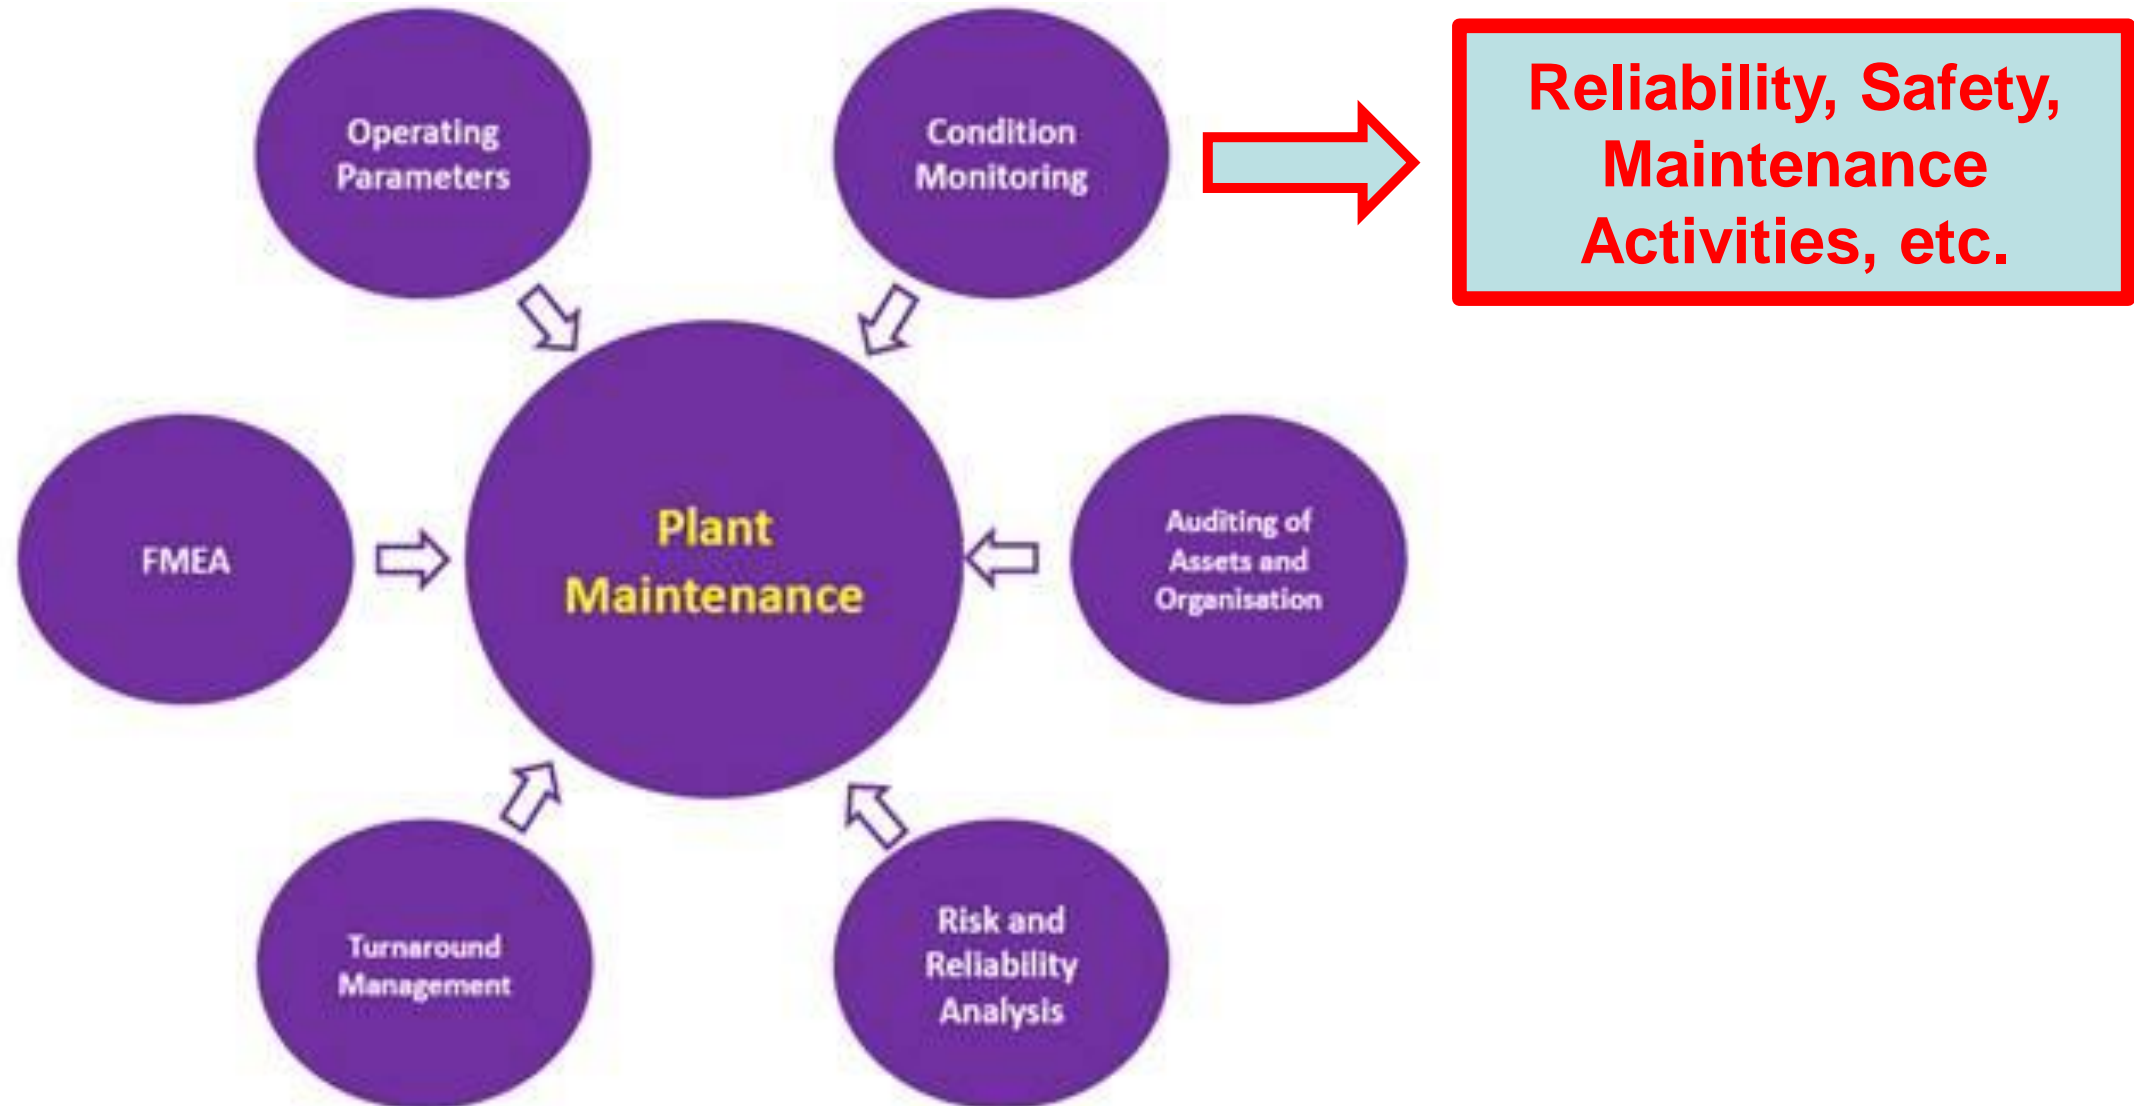 Operating
Parameters
Condition
Monitoring
Reliability, Safety,
Maintenance
Activities, etc.
FMEA
Plant
Maintenance
Auditing of
Assets and
Organisation
Turnaround
Management
Risk and
Reliability
Analysis